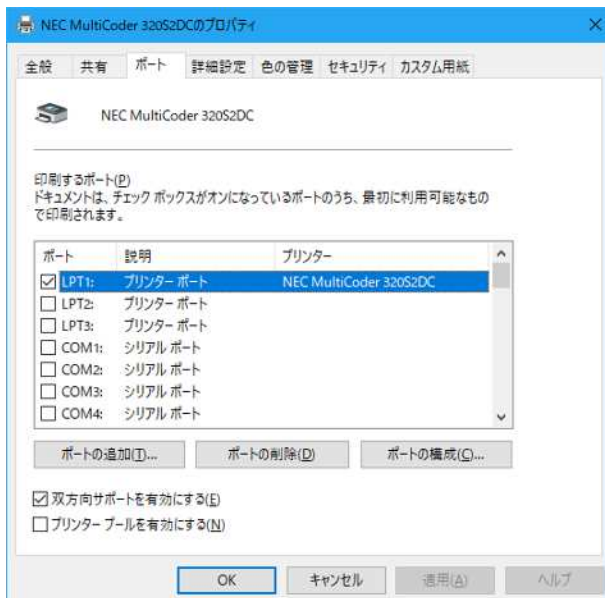 NEC MultiCoder 320S2DCのプロパティ
全般 共有 ポート 詳細設定 色の管理 セキュリティ カスタム用紙
NEC MultiCoder 320S2DC
印刷するポート(P)
ドキュメントは、チェック ボックスがオンになっているポートのうち、最初に利用可能なもの
で印刷されます。
ポート 説明 プリンター
LPT1: プリンター ポート NEC MultiCoder 320S2DC
LPT2: プリンター ポート
LPT3: プリンター ポート
COM1: シリアル ポート
COM2: シリアル ポート
COM3: シリアル ポート
COM4: シリアル ポート
ポートの追加(T)... ポートの削除(D) ポートの構成(C)...
双方向サポートを有効にする(E)
プリンター プールを有効にする(N)
OK キャンセル 適用(A) ヘルプ